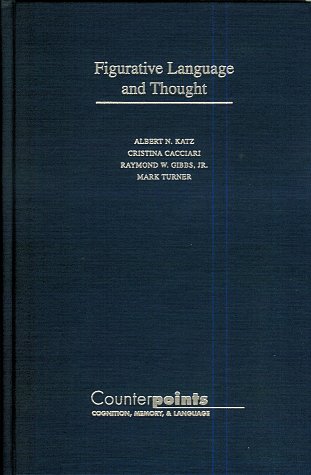 Figurative Language
and Thought
ALBERT N. KATZ
CRISTINA CACCIARI
RAYMOND W. GIBBS, JR.
MARK TURNER
Counterpoints
COGNITION, MEMORY, & LANGUAGE